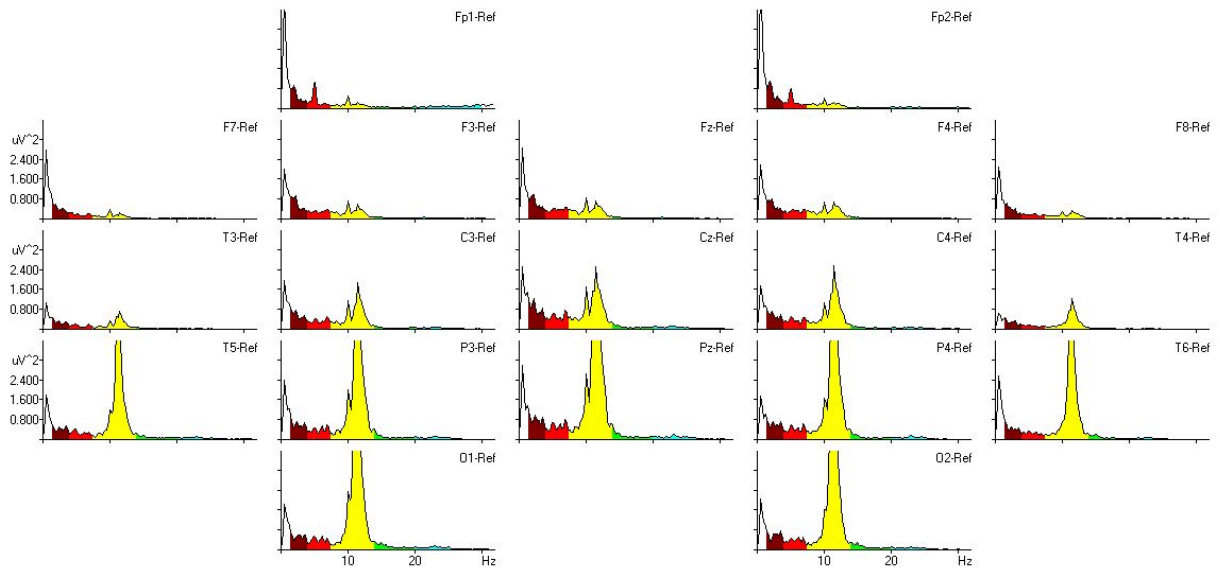 Fp1-Ref Fp2-Ref
F7-Ref F3-Ref Fz-Ref F4-Ref F8-Ref
uV^2
2.400
1.600
0.800
T3-Ref C3-Ref Cz-Ref C4-Ref T4-Ref
uV^2
2.400
1.600
0.800
T5-Ref P3-Ref Pz-Ref P4-Ref T6-Ref
uV^2
2.400
1.600
0.800
O1-Ref O2-Ref
10 20 Hz 10 20 Hz